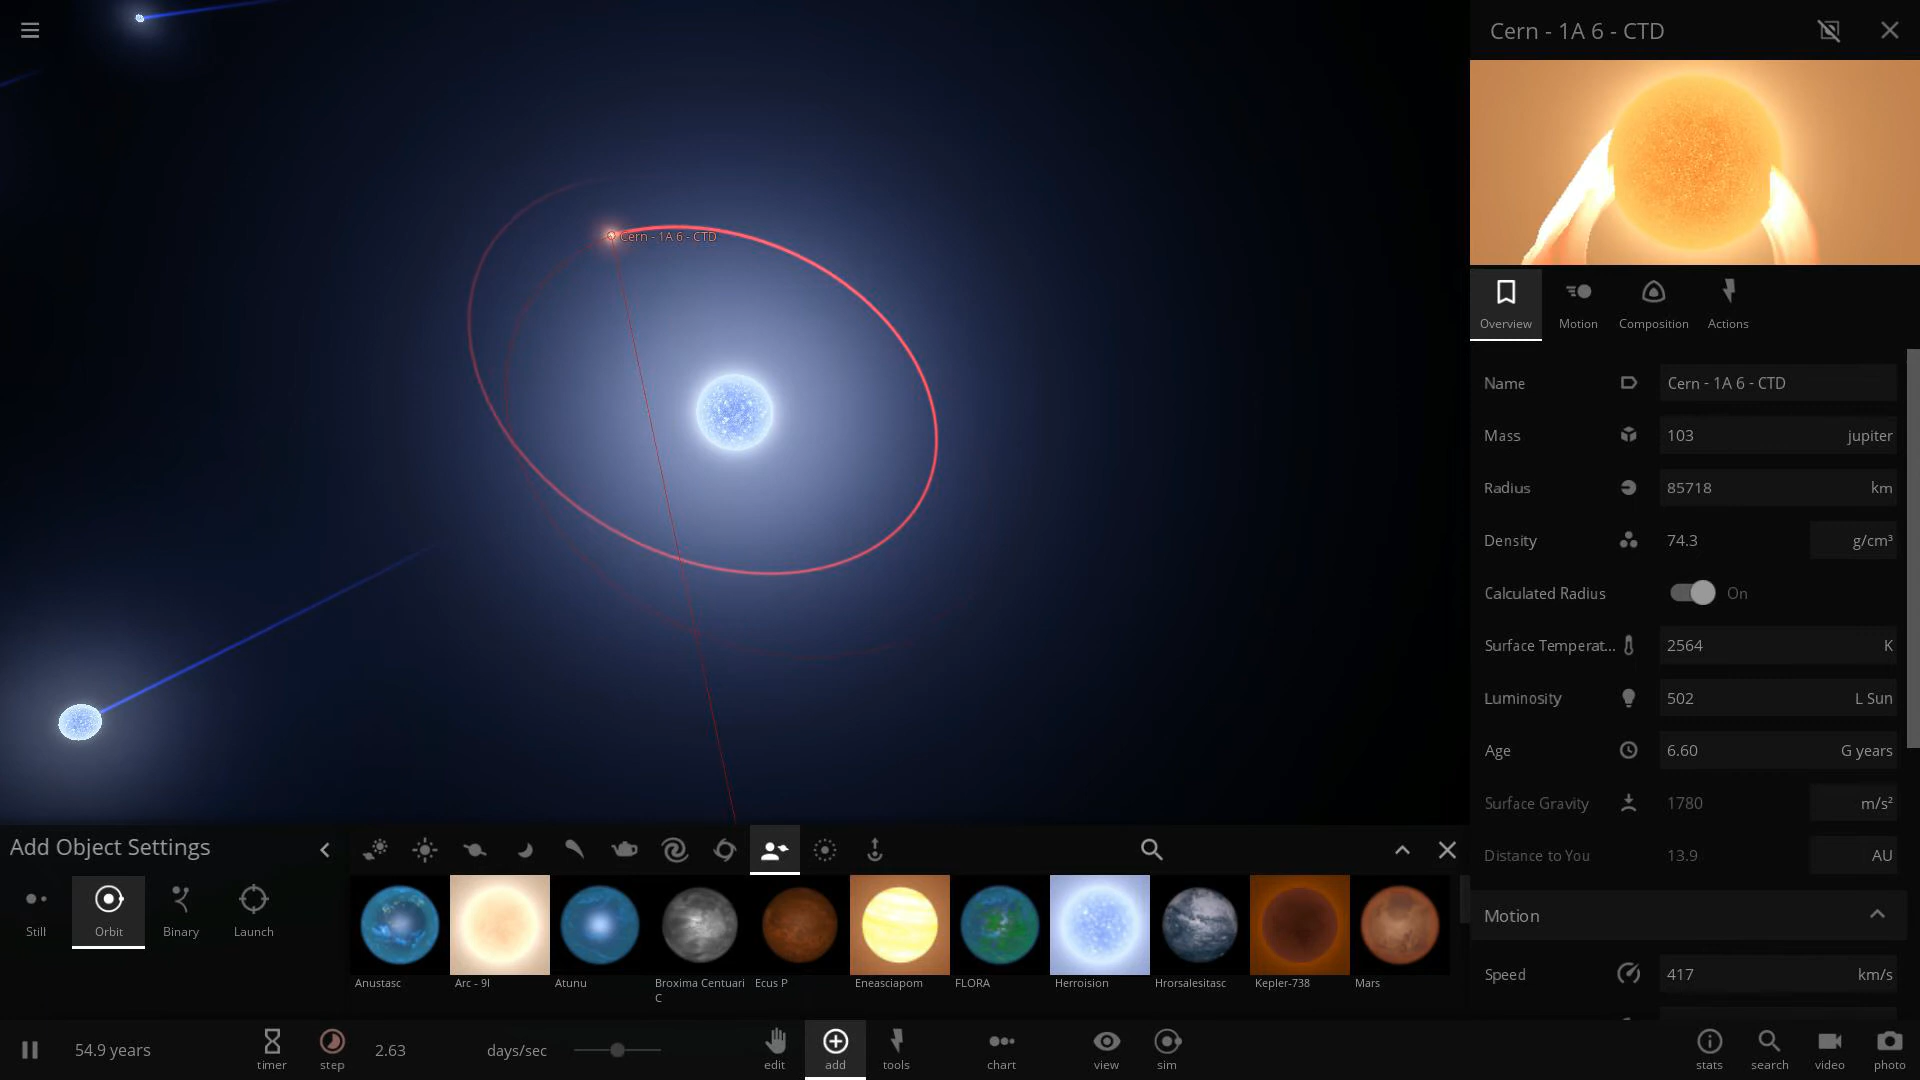 Cern - 1A 6 - CTD
Cern - 1A 6 - CTD
Overview Motion Composition Actions
Name Cern - 1A 6 - CTD
Mass 103 jupiter
Radius 85718 km
Density 74.3 g/cm³
Calculated Radius On
Surface Temperat... 2564 K
Luminosity 502 L Sun
Age 6.60 G years
Surface Gravity 1780 m/s²
Distance to You 13.9 AU
Motion
Speed 417 km/s
Add Object Settings
Still Orbit Binary Launch
Anustasc Arc - 9I Atunu Broxima Centuari C Ecus P Eneasciapom FLORA Herroision Hrorsalesitasc Kepler-738 Mars
54.9 years timer step 2.63 days/sec edit add tools chart view sim stats search video photo